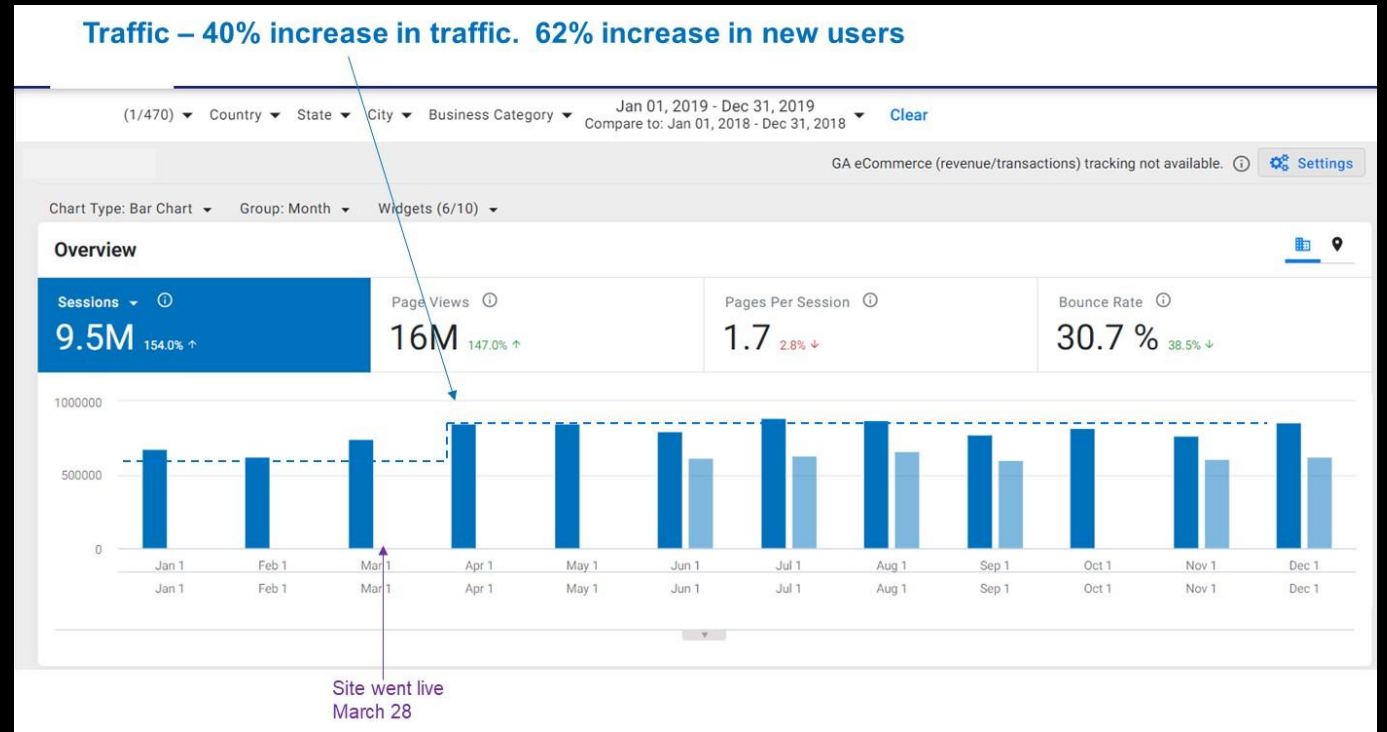 Traffic – 40% increase in traffic.  62% increase in new users
(1/470) Country State City Business Category Jan 01, 2019 - Dec 31, 2019 Clear
Compare to: Jan 01, 2018 - Dec 31, 2018
GA eCommerce (revenue/transactions) tracking not available. Settings
Chart Type: Bar Chart Group: Month Widgets (6/10)
Overview
Sessions Page Views Pages Per Session Bounce Rate
9.5M 154.0% ↑ 16M 147.0% ↑ 1.7 2.8% ↓ 30.7 % 38.5% ↓
1000000
500000
0
Jan 1 Feb 1 Mar 1 Apr 1 May 1 Jun 1 Jul 1 Aug 1 Sep 1 Oct 1 Nov 1 Dec 1
Jan 1 Feb 1 Mar 1 Apr 1 May 1 Jun 1 Jul 1 Aug 1 Sep 1 Oct 1 Nov 1 Dec 1
Site went live
March 28